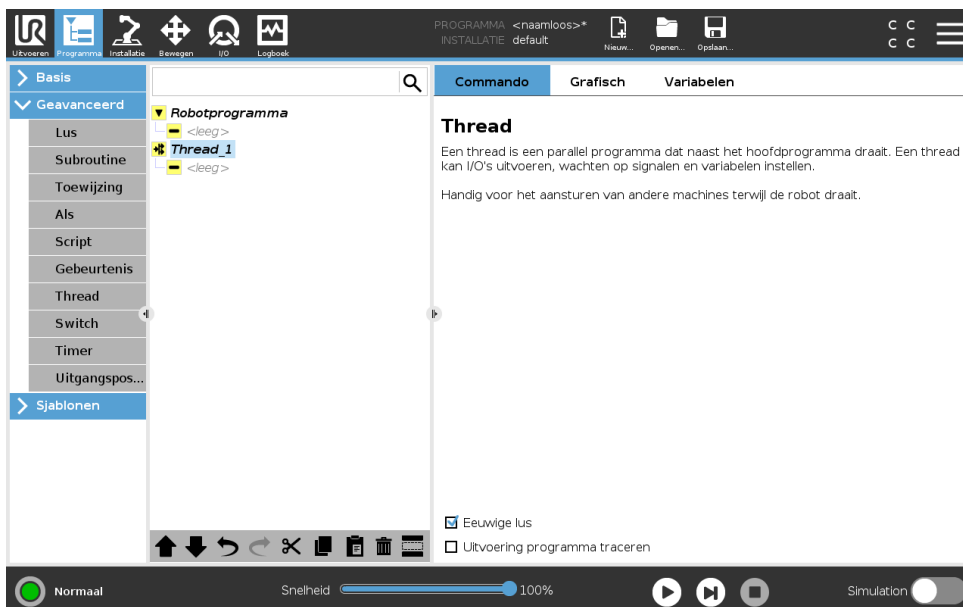 UR
Uitvoeren
Programma
Installatie
Bewegen
I/O
Logboek
PROGRAMMA <naamloos>*
INSTALLATIE default
Nieuw...
Openen...
Opslaan...
C C
C C
Basis
Geavanceerd
Lus
Subroutine
Toewijzing
Als
Script
Gebeurtenis
Thread
Switch
Timer
Uitgangspos...
Sjablonen
Robotprogramma
<leeg>
Thread_1
<leeg>
Commando
Grafisch
Variabelen
Thread
Een thread is een parallel programma dat naast het hoofdprogramma draait. Een thread
kan I/O's uitvoeren, wachten op signalen en variabelen instellen.
Handig voor het aansturen van andere machines terwijl de robot draait.
Eeuwige lus
Uitvoering programma traceren
Normaal
Snelheid
100%
Simulation